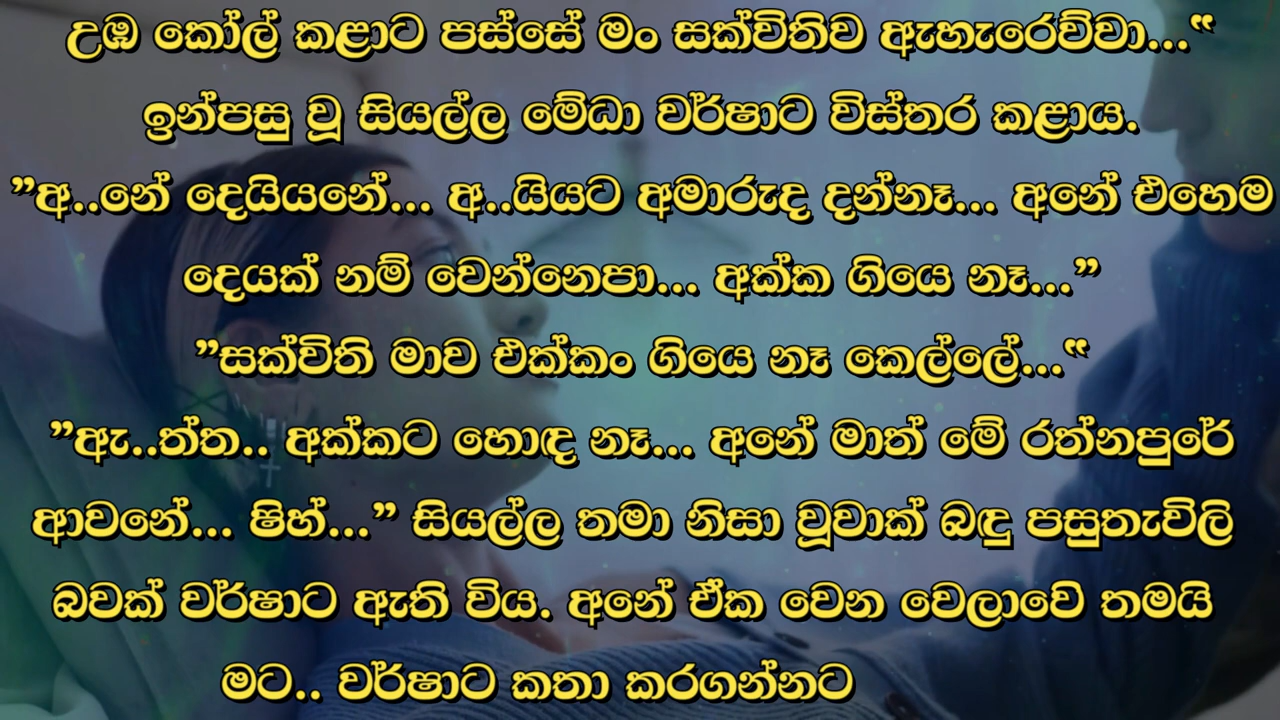 උඹ කෝල් කළාට පස්සේ මං සක්විතිව ඇහැරෙව්වා...“
ඉන්පසු වූ සියල්ල මේධා වර්ෂාට විස්තර කළාය.
”අ..නේ දෙයියනේ... අ..යියට අමාරුද දන්නෑ... අනේ එහෙම
දෙයක් නම් වෙන්නෙපා... අක්ක ගියෙ නෑ...”
”සක්විති මාව එක්කං ගියෙ නෑ කෙල්ලේ...“
”ඇ..ත්ත.. අක්කට හොඳ නෑ... අනේ මාත් මේ රත්නපුරේ
ආවනේ... ෂිහ්...” සියල්ල තමා නිසා වූවාක් බඳු පසුතැවිලි
බවක් වර්ෂාට ඇති විය. අනේ ඒක වෙන වෙලාවේ තමයි
මට.. වර්ෂාට කතා කරගන්නට